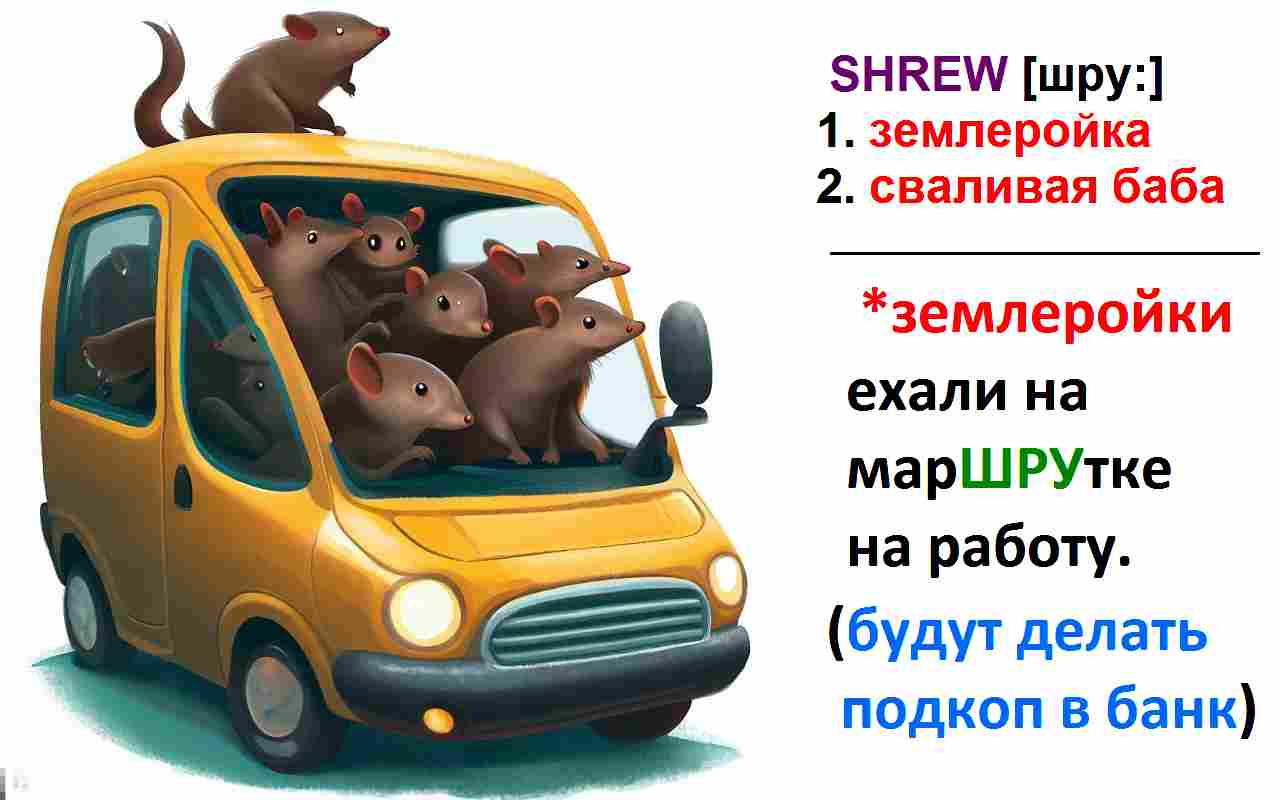 SHREW [шру:]
1. землеройка
2. сваливая баба
*землеройки
ехали на
марШРУтке
на работу.
(будут делать
подкоп в банк)